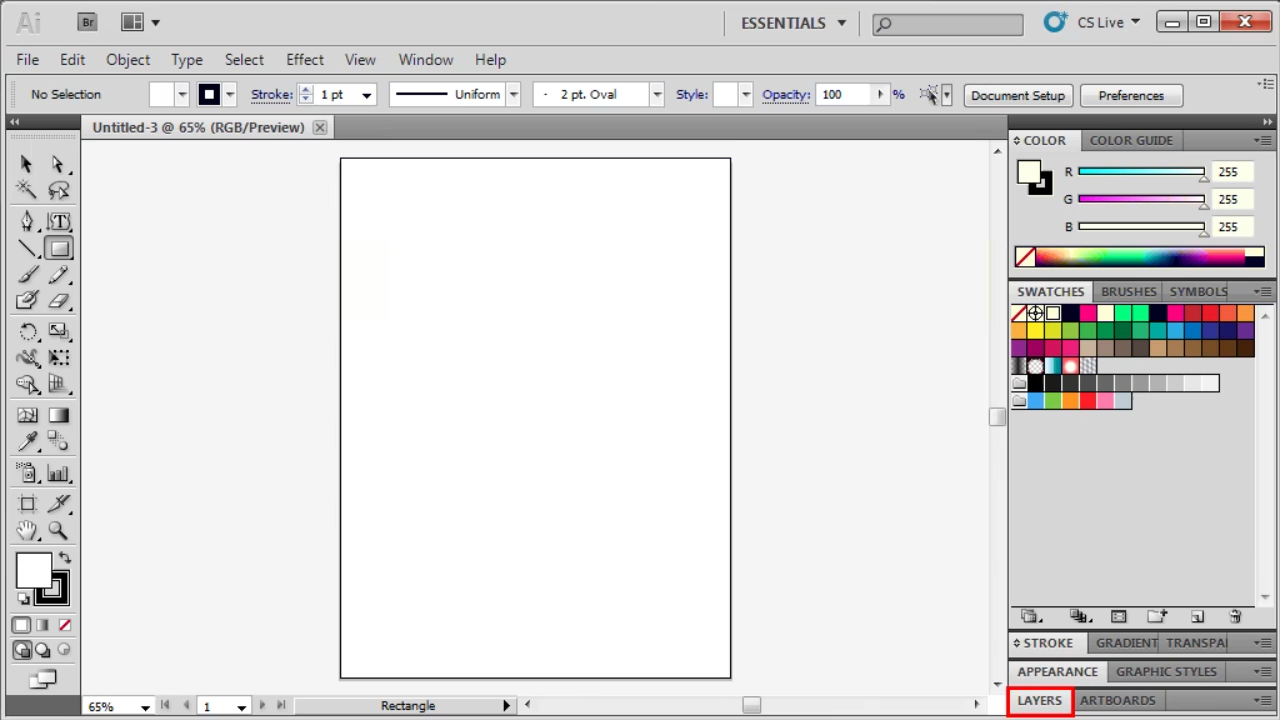 Ai Br ESSENTIALS CS Live
File Edit Object Type Select Effect View Window Help
No Selection Stroke: 1 pt Uniform 2 pt. Oval Style: Opacity: 100 % Document Setup Preferences
Untitled-3 @ 65% (RGB/Preview)
COLOR COLOR GUIDE
R 255
G 255
B 255
SWATCHES BRUSHES SYMBOLS
STROKE GRADIENT TRANSPA
APPEARANCE GRAPHIC STYLES
LAYERS ARTBOARDS
65% 1 Rectangle